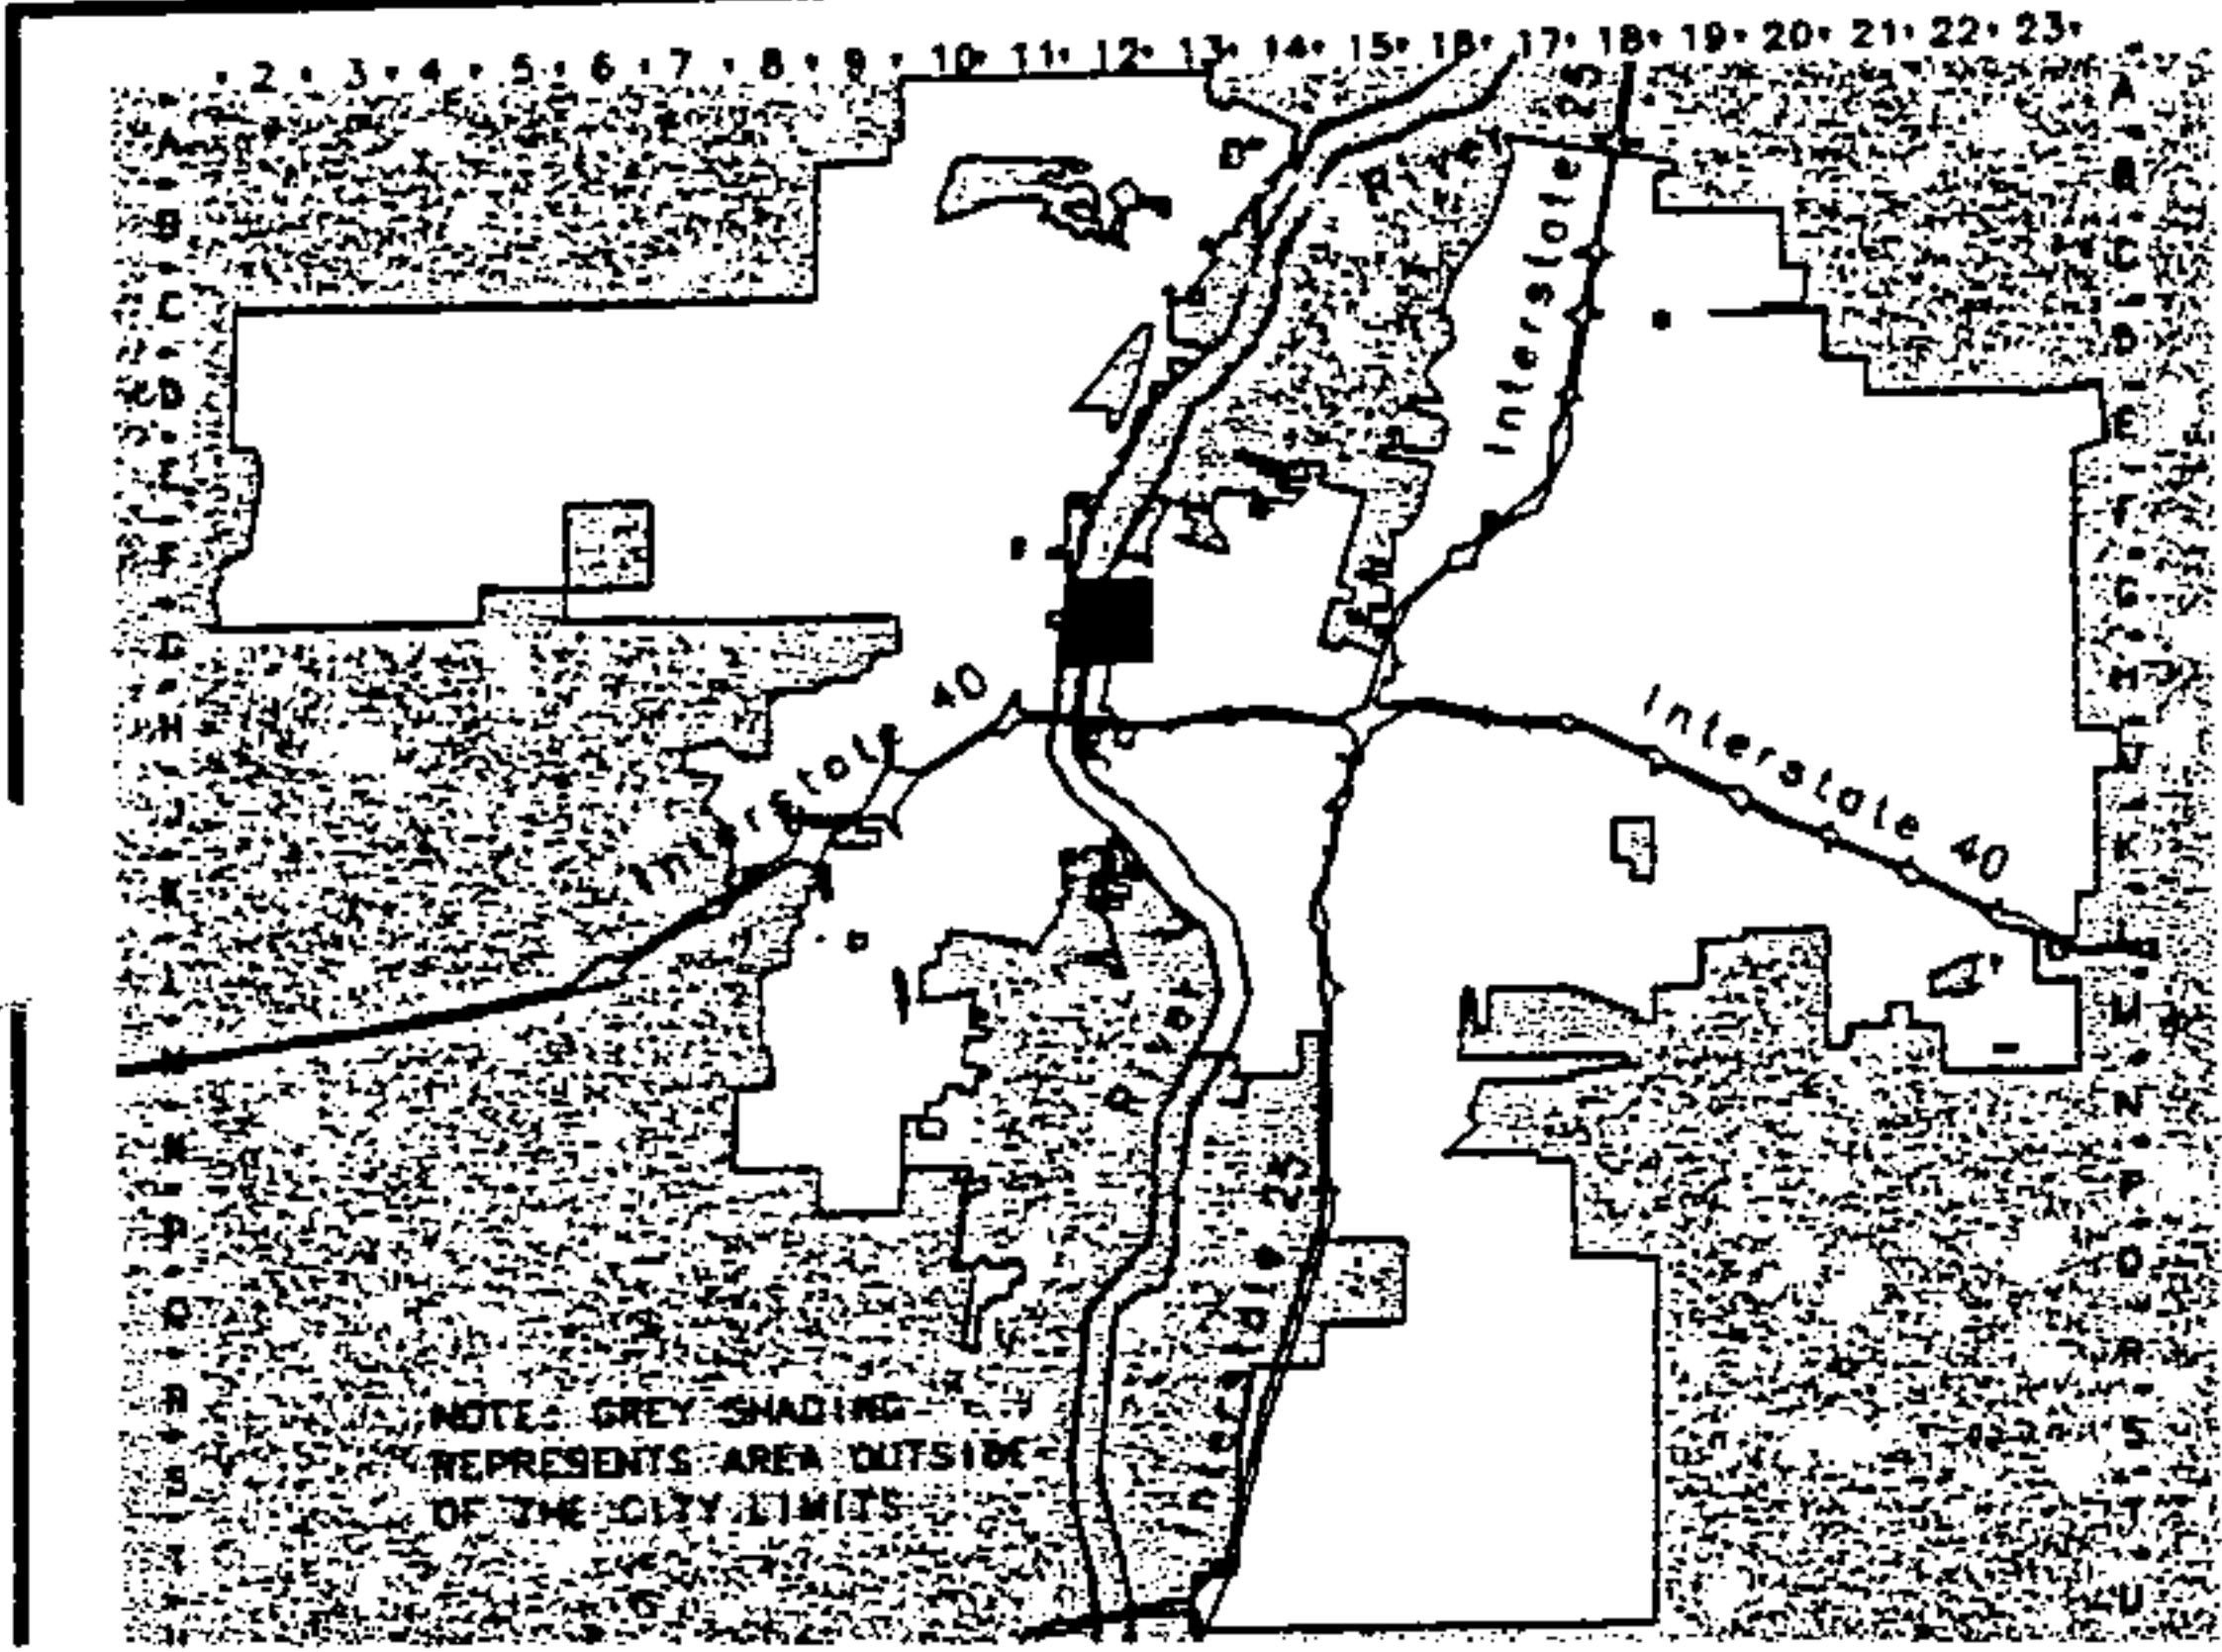 2 3 4 5 6 7 8 9 10 11 12 13 14 15 16 17 18 19 20 21 22 23
A
B
C
D
E
F
G
H
J
K
L
M
N
P
Q
R
S
T
A
B
C
D
E
F
G
H
J
K
L
M
N
P
Q
R
S
T
U
River
Interstate 25
Interstate 40
Interstate 40
River
Interstate 25
NOTE: GREY SHADING
REPRESENTS AREA OUTSIDE
OF THE CITY LIMITS